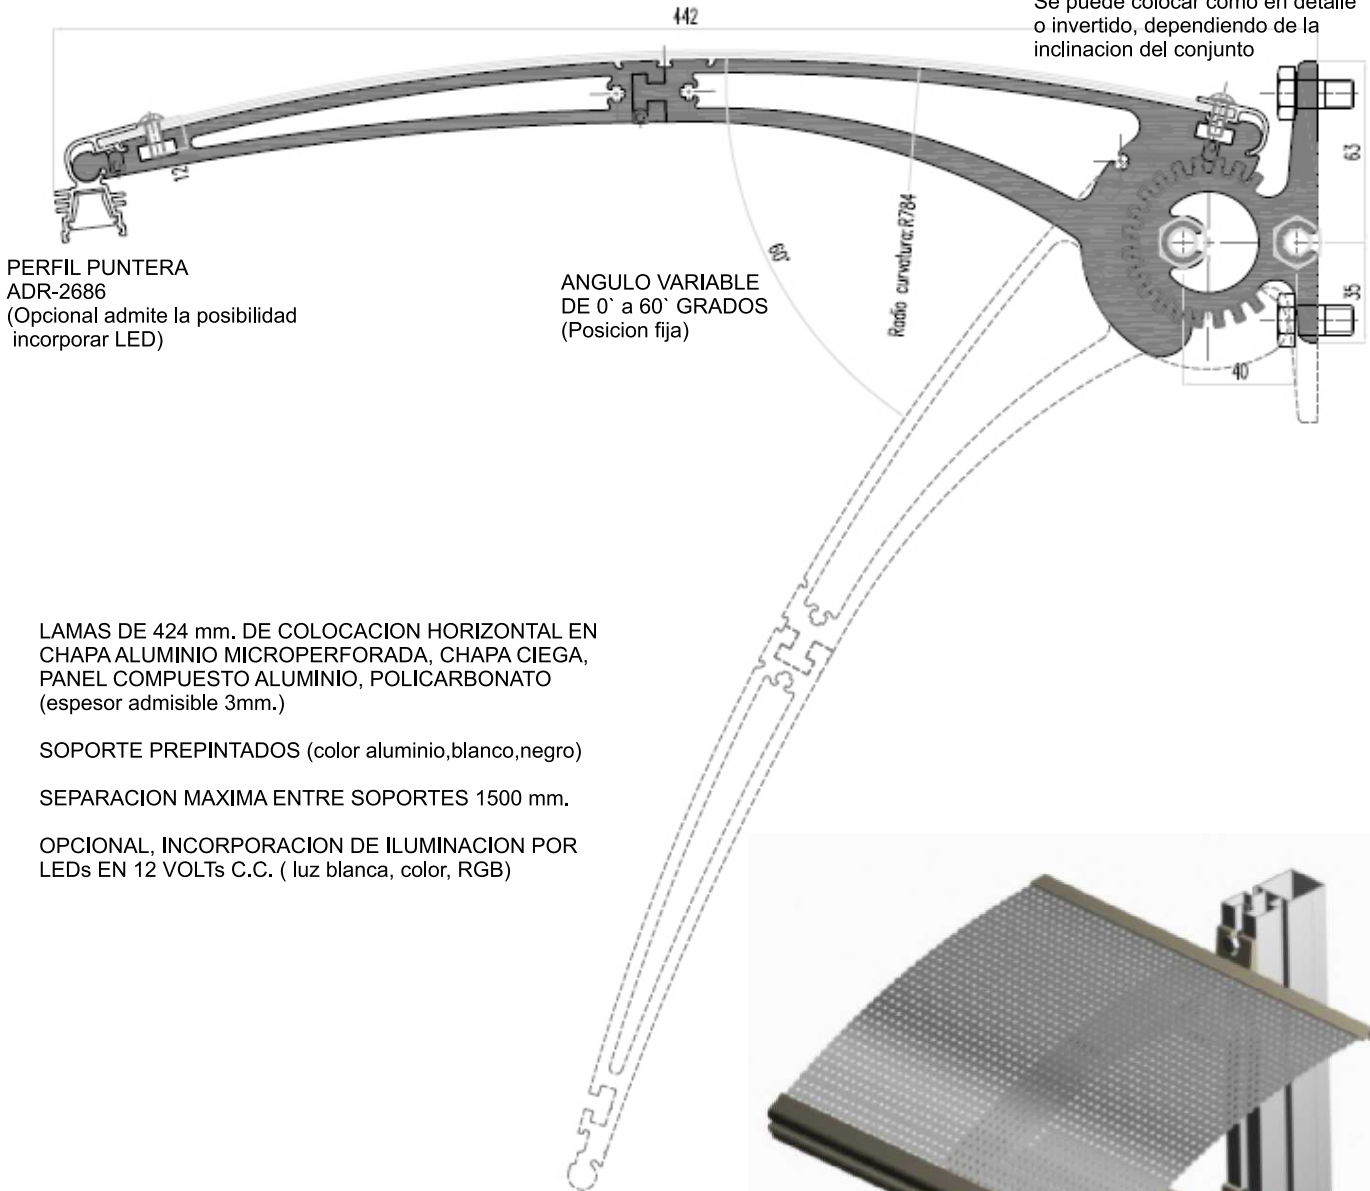 Se puede colocar como en detalle
o invertido, dependiendo de la
inclinacion del conjunto
442
12
60°
Radio curvatura:R784
63
35
40
PERFIL PUNTERA
ADR-2686
(Opcional admite la posibilidad
incorporar LED)
ANGULO VARIABLE
DE 0` a 60` GRADOS
(Posicion fija)
LAMAS DE 424 mm. DE COLOCACION HORIZONTAL EN
CHAPA ALUMINIO MICROPERFORADA, CHAPA CIEGA,
PANEL COMPUESTO ALUMINIO, POLICARBONATO
(espesor admisible 3mm.)
SOPORTE PREPINTADOS (color aluminio,blanco,negro)
SEPARACION MAXIMA ENTRE SOPORTES 1500 mm.
OPCIONAL, INCORPORACION DE ILUMINACION POR
LEDs EN 12 VOLTs C.C. ( luz blanca, color, RGB)